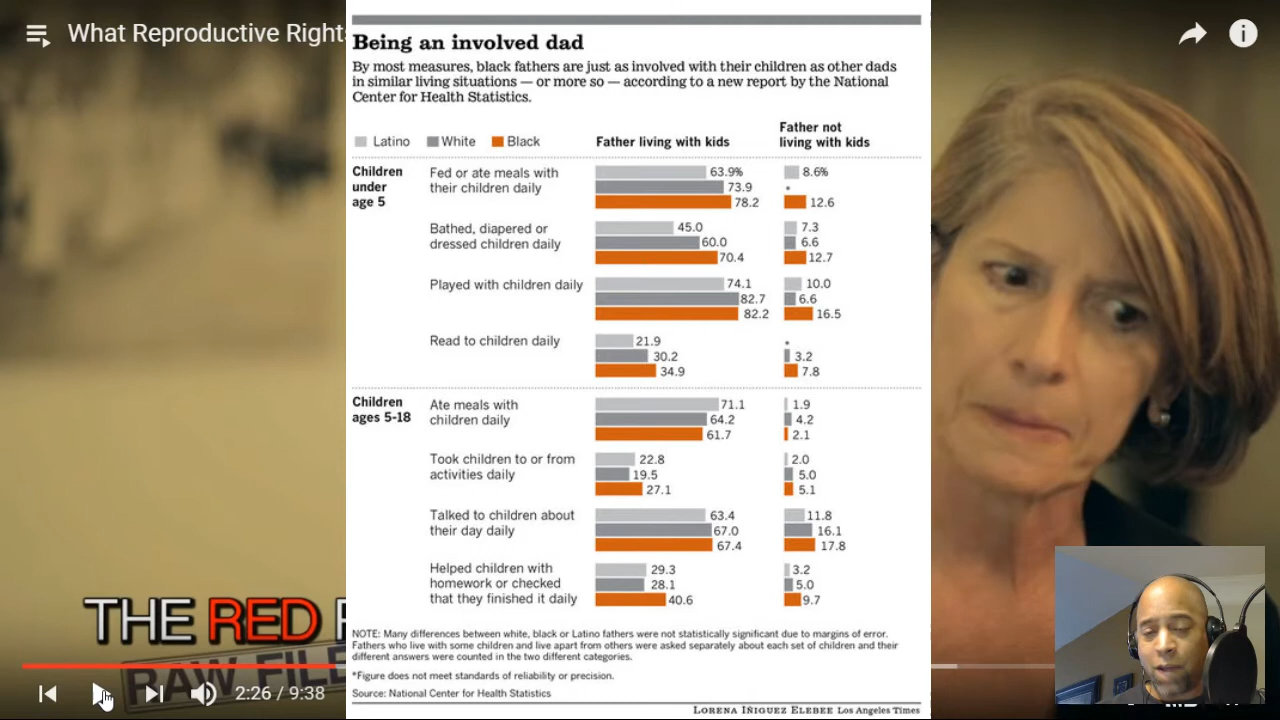 What Reproductive Rights
Being an involved dad
By most measures, black fathers are just as involved with their children as other dads
in similar living situations — or more so — according to a new report by the National
Center for Health Statistics.
Latino White Black
Father living with kids
Father not
living with kids
Children
under
age 5
Fed or ate meals with
their children daily
63.9% 8.6%
73.9 *
78.2 12.6
Bathed, diapered or
dressed children daily
45.0 7.3
60.0 6.6
70.4 12.7
Played with children daily
74.1 10.0
82.7 6.6
82.2 16.5
Read to children daily
21.9 *
30.2 3.2
34.9 7.8
Children
ages 5-18
Ate meals with
children daily
71.1 1.9
64.2 4.2
61.7 2.1
Took children to or from
activities daily
22.8 2.0
19.5 5.0
27.1 5.1
Talked to children about
their day daily
63.4 11.8
67.0 16.1
67.4 17.8
Helped children with
homework or checked
that they finished it daily
29.3 3.2
28.1 5.0
40.6 9.7
NOTE: Many differences between white, black or Latino fathers were not statistically significant due to margins of error.
Fathers who live with some children and live apart from others were asked separately about each set of children and their
different answers were counted in the two different categories.
*Figure does not meet standards of reliability or precision.
Source: National Center for Health Statistics
LORENA IÑIGUEZ ELEBEE Los Angeles Times
THE RED
RAW FILE
2:26 / 9:38